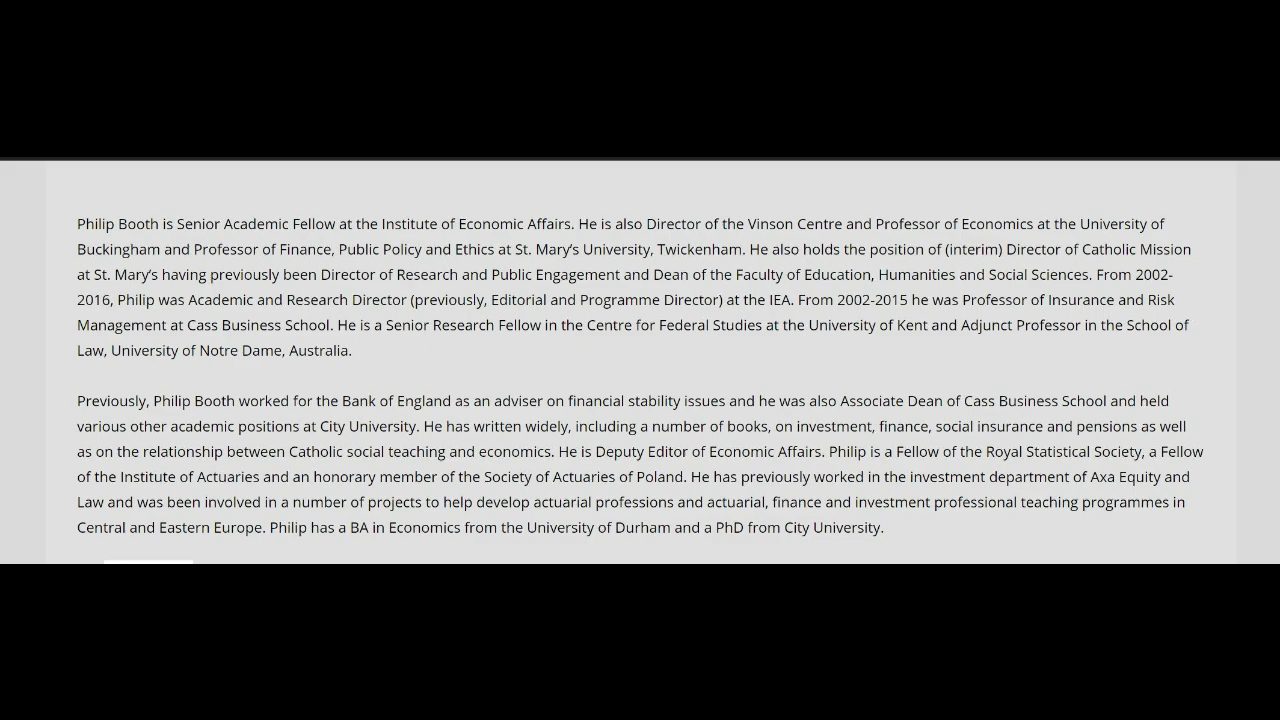 Philip Booth is Senior Academic Fellow at the Institute of Economic Affairs. He is also Director of the Vinson Centre and Professor of Economics at the University of
Buckingham and Professor of Finance, Public Policy and Ethics at St. Mary’s University, Twickenham. He also holds the position of (interim) Director of Catholic Mission
at St. Mary’s having previously been Director of Research and Public Engagement and Dean of the Faculty of Education, Humanities and Social Sciences. From 2002-
2016, Philip was Academic and Research Director (previously, Editorial and Programme Director) at the IEA. From 2002-2015 he was Professor of Insurance and Risk
Management at Cass Business School. He is a Senior Research Fellow in the Centre for Federal Studies at the University of Kent and Adjunct Professor in the School of
Law, University of Notre Dame, Australia.
Previously, Philip Booth worked for the Bank of England as an adviser on financial stability issues and he was also Associate Dean of Cass Business School and held
various other academic positions at City University. He has written widely, including a number of books, on investment, finance, social insurance and pensions as well
as on the relationship between Catholic social teaching and economics. He is Deputy Editor of Economic Affairs. Philip is a Fellow of the Royal Statistical Society, a Fellow
of the Institute of Actuaries and an honorary member of the Society of Actuaries of Poland. He has previously worked in the investment department of Axa Equity and
Law and was been involved in a number of projects to help develop actuarial professions and actuarial, finance and investment professional teaching programmes in
Central and Eastern Europe. Philip has a BA in Economics from the University of Durham and a PhD from City University.